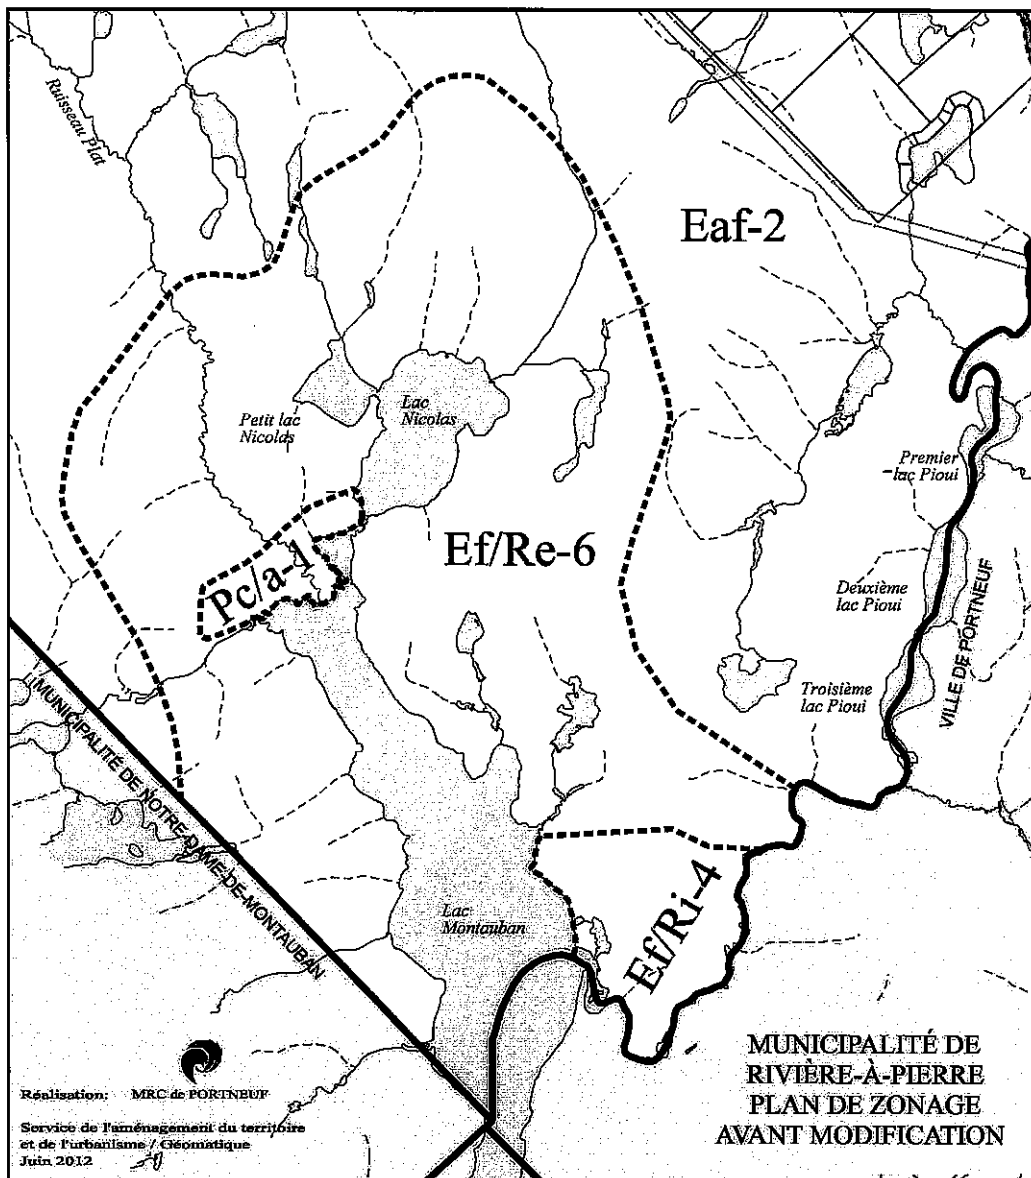 Ruisseau Plat
Eaf-2
Petit lac
Nicolas
Lac
Nicolas
Premier
lac Pioui
Ef/Re-6
Pc/a-1
Deuxième
lac Pioui
VILLE DE PORTNEUF
Troisième
lac Pioui
MUNICIPALITÉ DE NOTRE-DAME-DE-MONTAUBAN
Lac
Montauban
Ef/Ri-4
Réalisation: MRC de PORTNEUF
Service de l'aménagement du territoire
et de l'urbanisme / Géomatique
Juin 2012
MUNICIPALITÉ DE
RIVIÈRE-À-PIERRE
PLAN DE ZONAGE
AVANT MODIFICATION